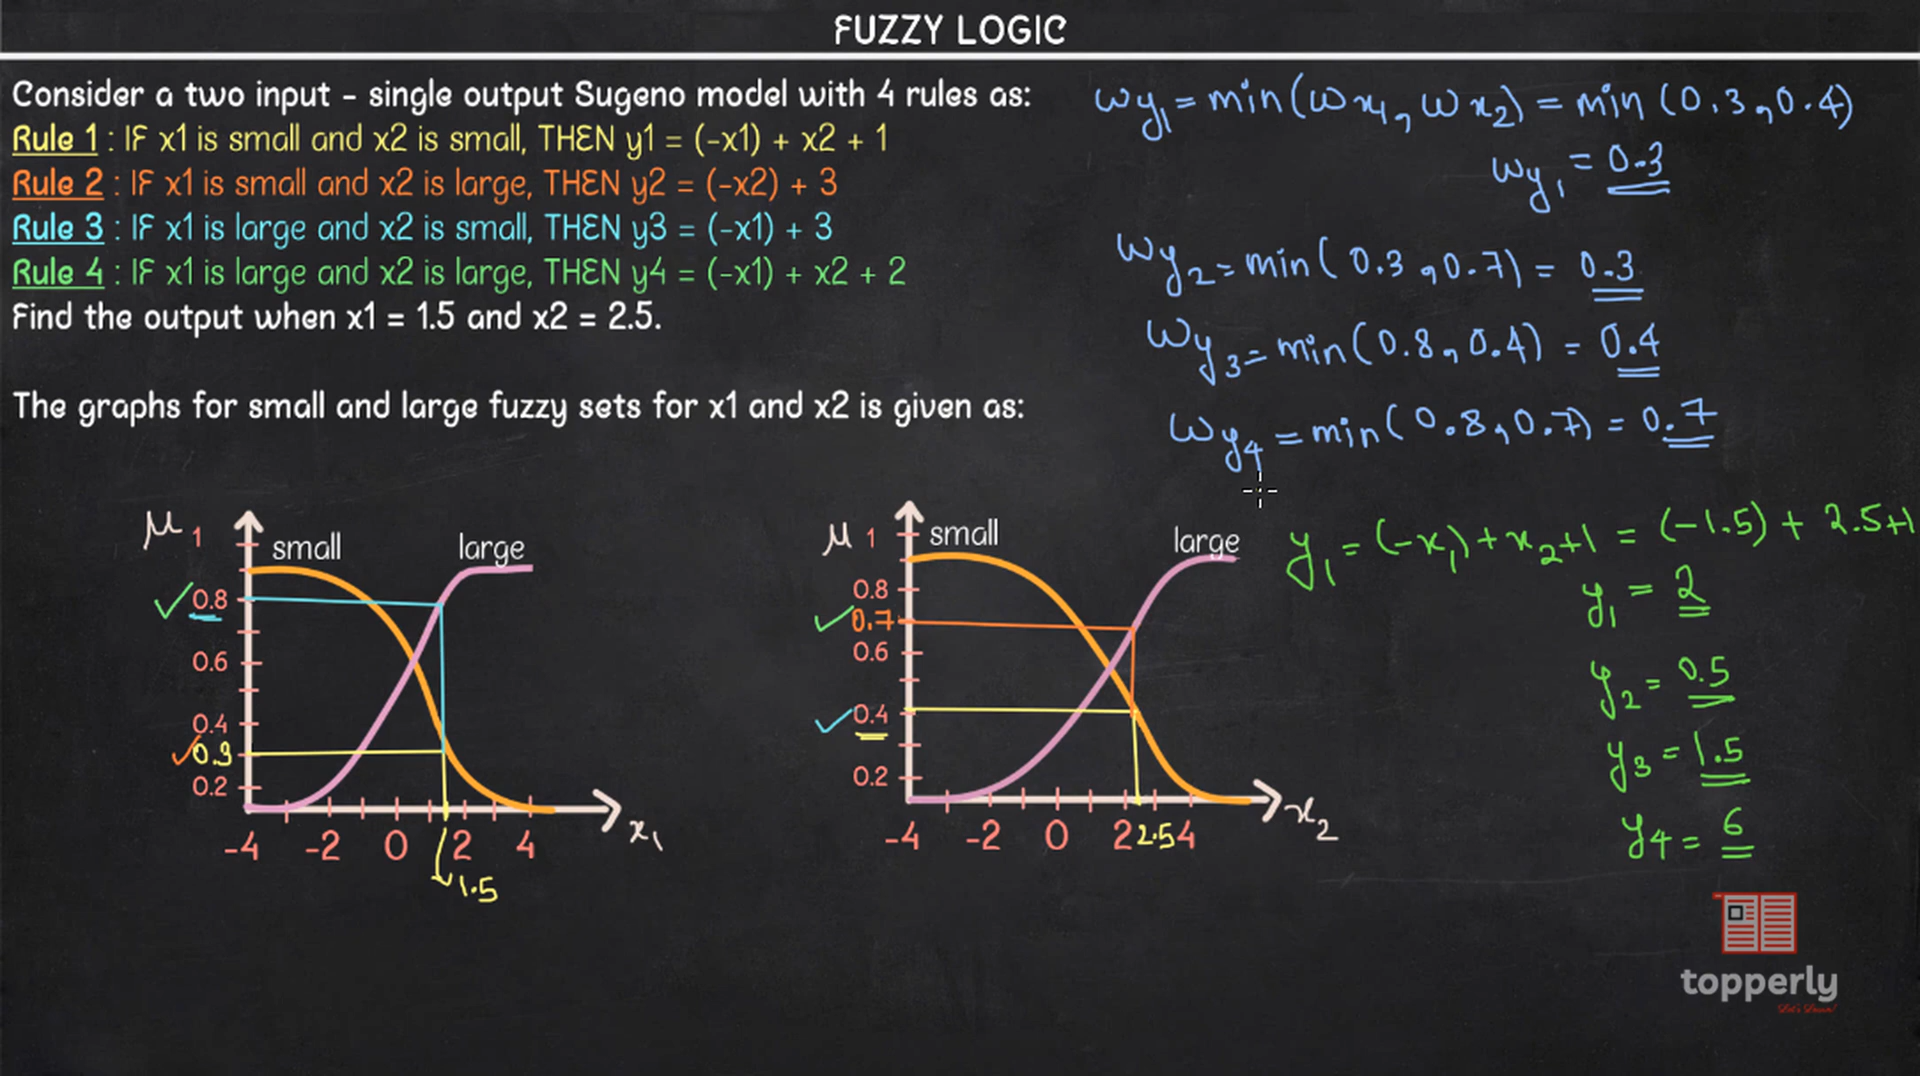 FUZZY LOGIC
Consider a two input - single output Sugeno model with 4 rules as:
Rule 1 : IF x1 is small and x2 is small, THEN y1 = (-x1) + x2 + 1
Rule 2 : IF x1 is small and x2 is large, THEN y2 = (-x2) + 3
Rule 3 : IF x1 is large and x2 is small, THEN y3 = (-x1) + 3
Rule 4 : IF x1 is large and x2 is large, THEN y4 = (-x1) + x2 + 2
Find the output when x1 = 1.5 and x2 = 2.5.
The graphs for small and large fuzzy sets for x1 and x2 is given as:
wy₁ = min(wx₁, wx₂) = min (0.3, 0.4)
wy₁ = 0.3
wy₂ = min(0.3, 0.7) = 0.3
wy₃ = min(0.8, 0.4) = 0.4
wy₄ = min(0.8, 0.7) = 0.7
μ 1 small large
0.8
0.6
0.4
0.3
0.2
-4 -2 0 2 4 x₁
1.5
μ 1 small large
0.8
0.7
0.6
0.4
0.2
-4 -2 0 2 2.5 4 x₂
y₁ = (-x₁) + x₂ + 1 = (-1.5) + 2.5 + 1
y₁ = 2
y₂ = 0.5
y₃ = 1.5
y₄ = 6
topperly
Let's Learn!